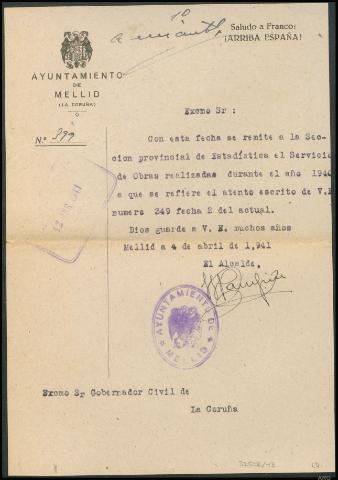 Saludo a Franco:
¡ARRIBA ESPAÑA!
AYUNTAMIENTO
DE
MELLID
(LA CORUÑA)
N.º 399
Exemo Sr:
Con esta fecha se remite a la Sec-
cion provincial de Estadística el Servicio
de Obras realizadas durante el año 1940
a que se refiere el atento escrito de V.E
numero 349 fecha 2 del actual.
Dios guarde a V. E. muchos años
Mellid a 4 de abril de 1,941
El Alcalde,
AYUNTAMIENTO DE
MELLID
Exemo Sr Gobernador Civil de
La Coruña